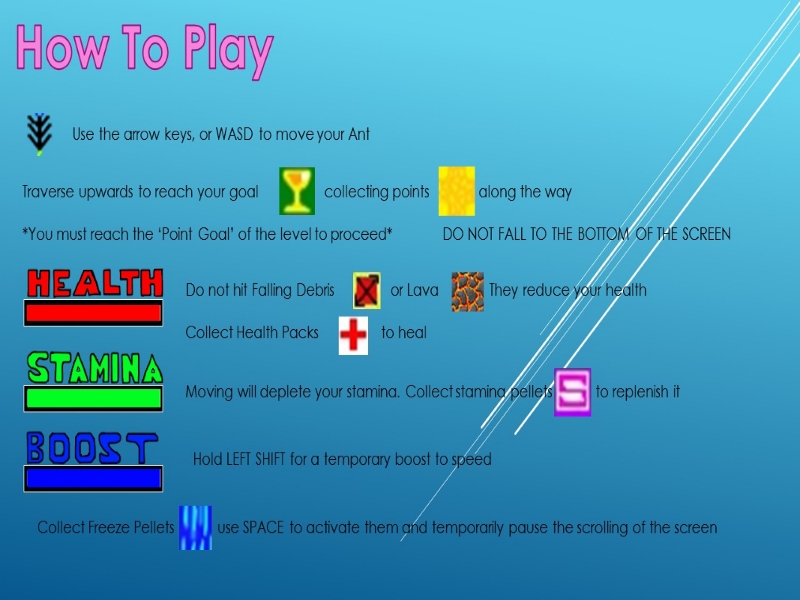 How To Play
Use the arrow keys, or WASD to move your Ant
Traverse upwards to reach your goal collecting points along the way
*You must reach the 'Point Goal' of the level to proceed* DO NOT FALL TO THE BOTTOM OF THE SCREEN
HEALTH Do not hit Falling Debris or Lava They reduce your health
Collect Health Packs to heal
STAMINA Moving will deplete your stamina. Collect stamina pellets S to replenish it
BOOST Hold LEFT SHIFT for a temporary boost to speed
Collect Freeze Pellets use SPACE to activate them and temporarily pause the scrolling of the screen